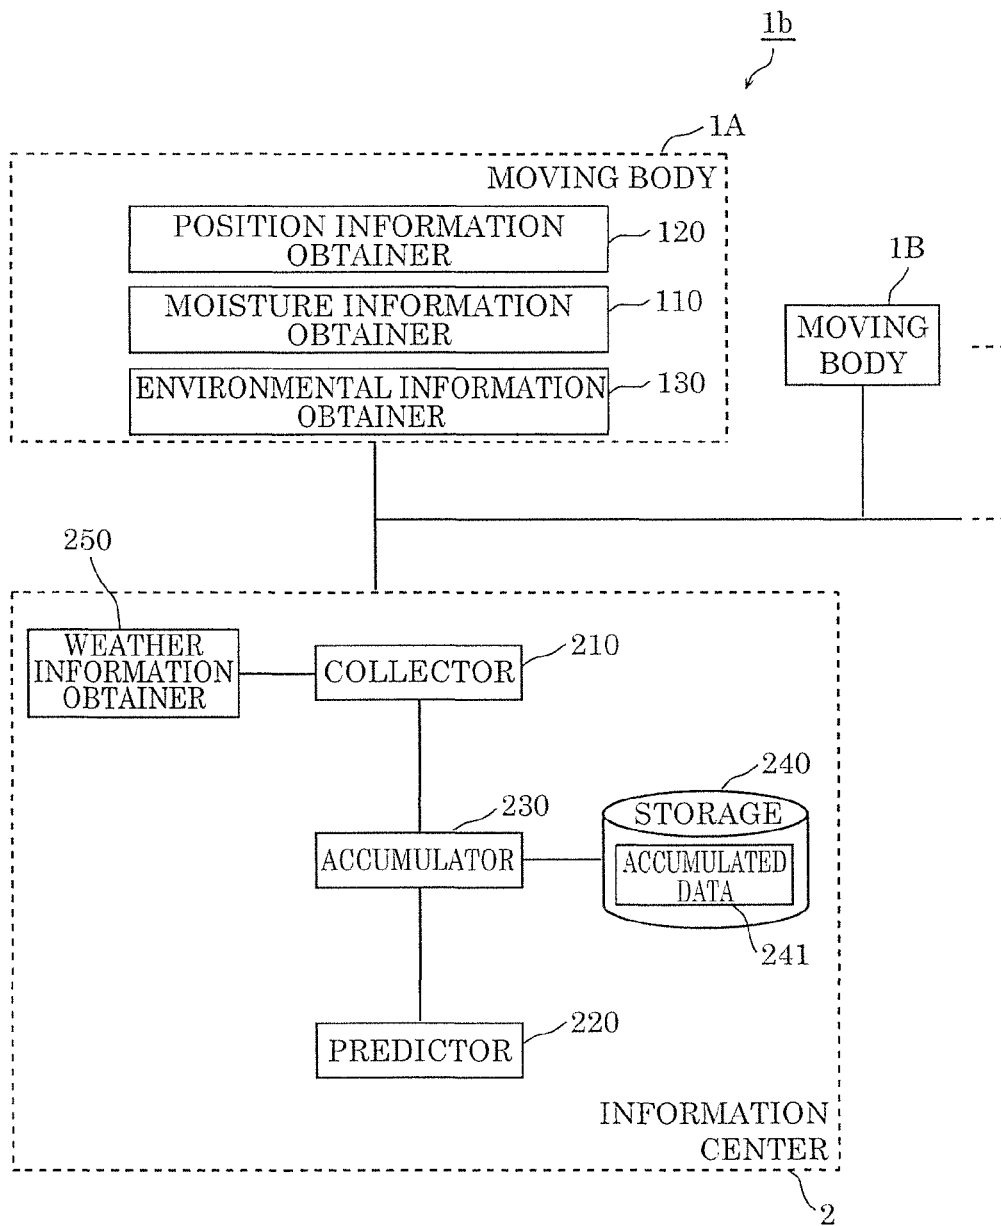 1b
1A
MOVING BODY
POSITION INFORMATION
OBTAINER
120
MOISTURE INFORMATION
OBTAINER
110
ENVIRONMENTAL INFORMATION
OBTAINER
130
1B
MOVING
BODY
250
WEATHER
INFORMATION
OBTAINER
COLLECTOR
210
240
STORAGE
230
ACCUMULATOR
ACCUMULATED
DATA
241
220
PREDICTOR
INFORMATION
CENTER
2